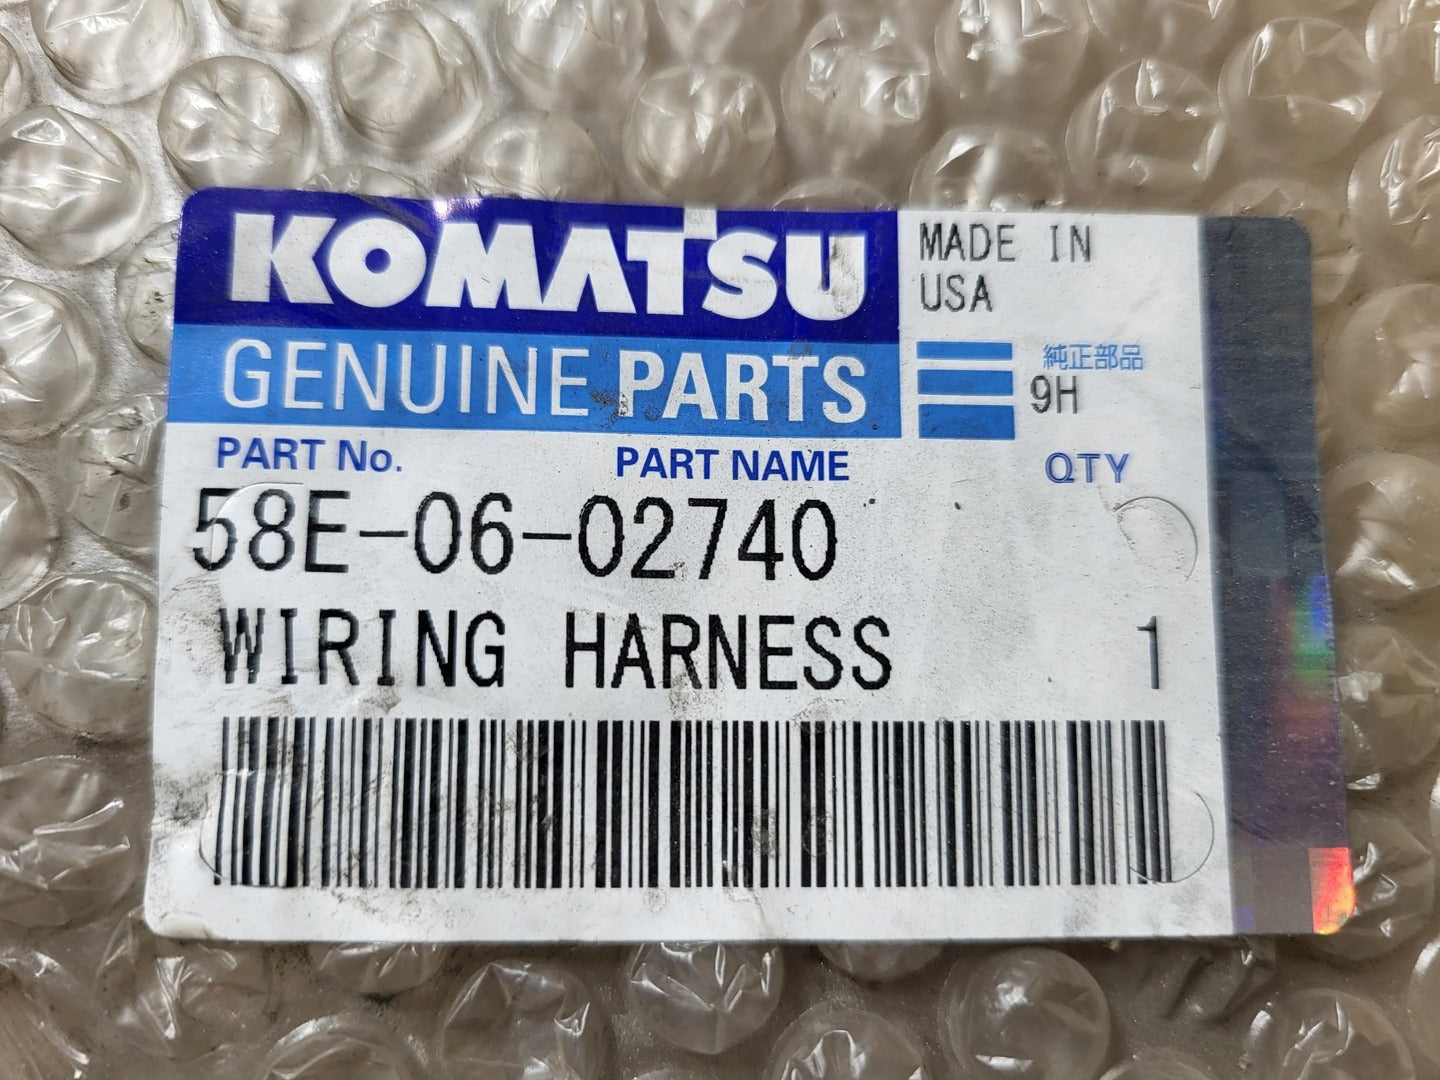 KOMATSU
MADE IN
USA
GENUINE PARTS
純正部品
9H
PART No.
PART NAME
QTY
58E-06-02740
WIRING HARNESS
1